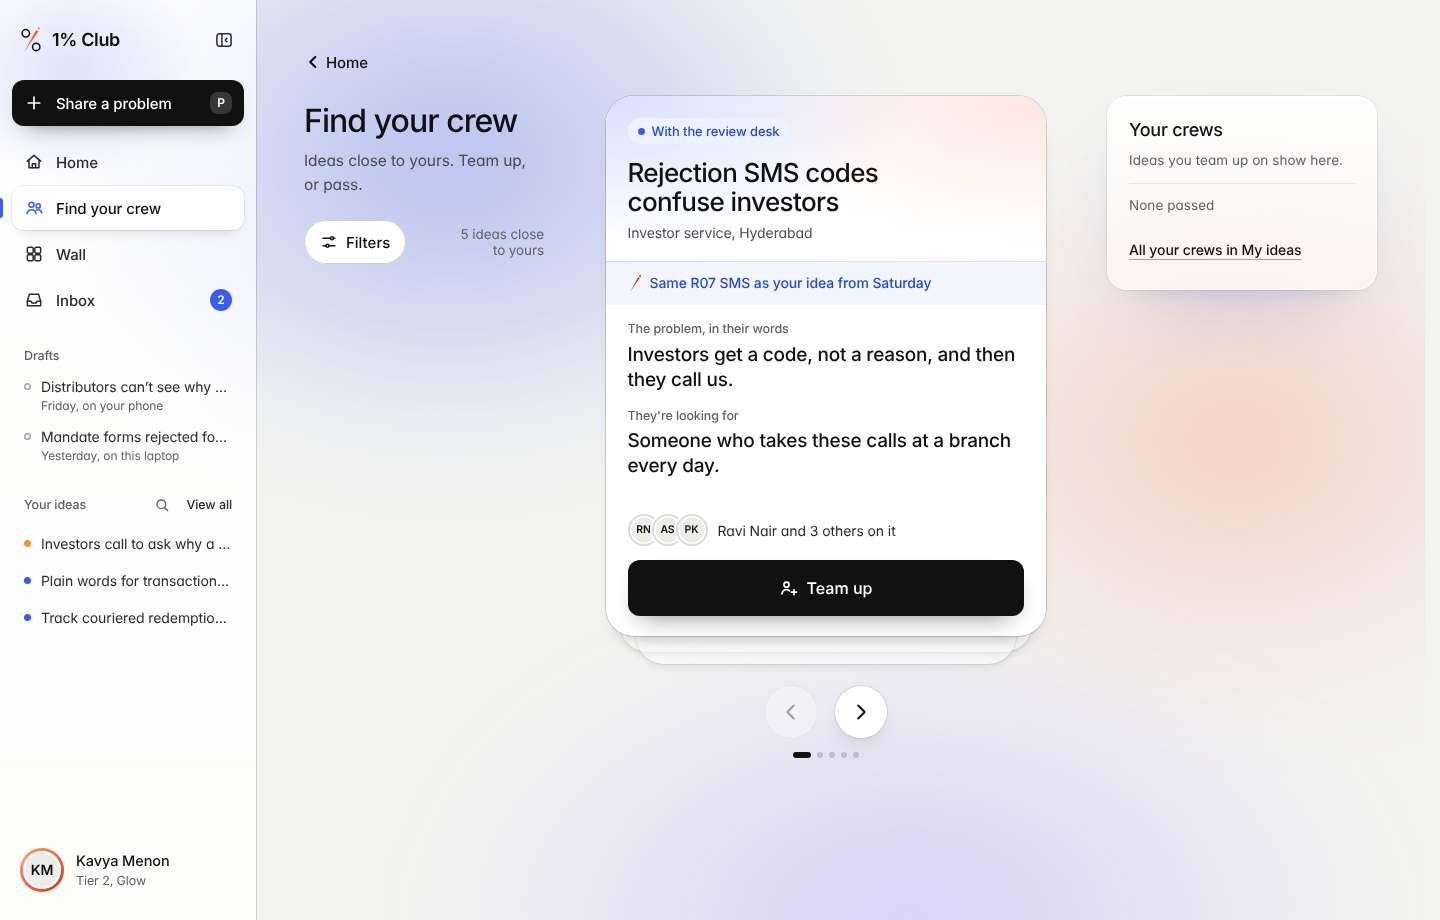 1% Club
Share a problem
P
Home
Find your crew
Wall
Inbox
2
Drafts
Distributors can't see why ...
Friday, on your phone
Mandate forms rejected fo...
Yesterday, on this laptop
Your ideas
View all
Investors call to ask why a ...
Plain words for transaction...
Track couriered redemptio...
KM
Kavya Menon
Tier 2, Glow
Home
Find your crew
Ideas close to yours. Team up,
or pass.
Filters
5 ideas close
to yours
With the review desk
Rejection SMS codes
confuse investors
Investor service, Hyderabad
Same R07 SMS as your idea from Saturday
The problem, in their words
Investors get a code, not a reason, and then
they call us.
They're looking for
Someone who takes these calls at a branch
every day.
RN AS PK
Ravi Nair and 3 others on it
Team up
Your crews
Ideas you team up on show here.
None passed
All your crews in My ideas